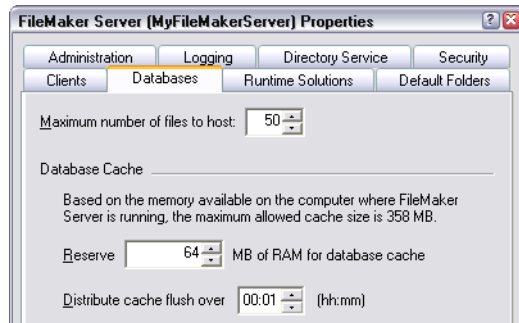 FileMaker Server (MyFileMakerServer) Properties
Administration Logging Directory Service Security
Clients Databases Runtime Solutions Default Folders
Maximum number of files to host: 50
Database Cache
Based on the memory available on the computer where FileMaker
Server is running, the maximum allowed cache size is 358 MB.
Reserve 64 MB of RAM for database cache
Distribute cache flush over 00:01 (hh:mm)